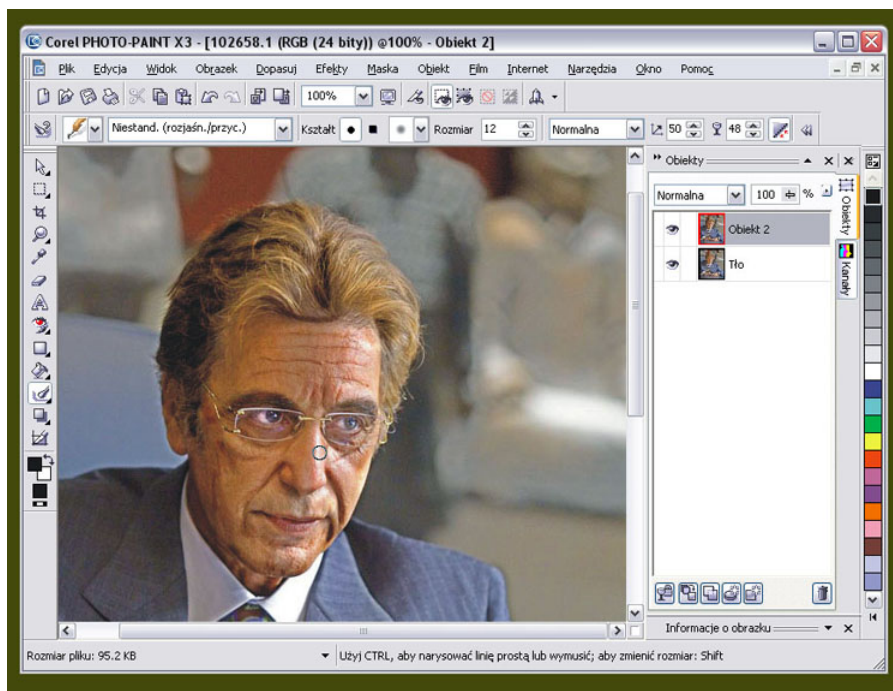 Corel PHOTO-PAINT X3 - [102658.1 (RGB (24 bity)) @100% - Obiekt 2]
Plik Edycja Widok Obrazek Dopasuj Efekty Maska Obiekt Film Internet Narzędzia Okno Pomoc
100%
Niestand. (rozjaśn./przyc.) Kształt Rozmiar 12 Normalna 50 48
Obiekty
Normalna 100 %
Obiekt 2
Tło
Obiekty
Kanały
Informacje o obrazku
Rozmiar pliku: 95.2 KB Użyj CTRL, aby narysować linię prostą lub wymusić; aby zmienić rozmiar: Shift